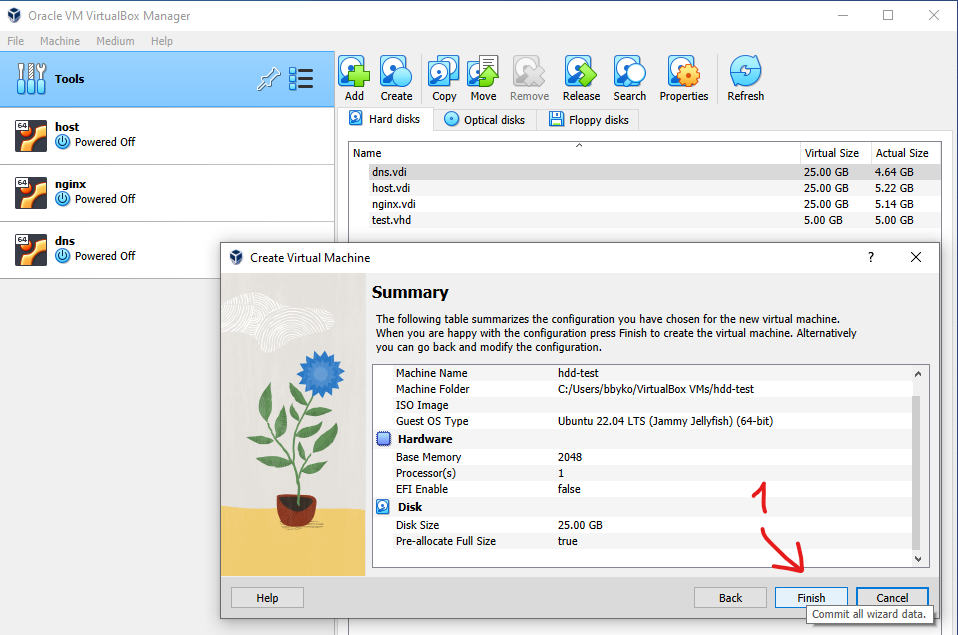 Oracle VM VirtualBox Manager
File Machine Medium Help
Tools
Add Create Copy Move Remove Release Search Properties Refresh
64 host
Powered Off
64 nginx
Powered Off
64 dns
Powered Off
Hard disks Optical disks Floppy disks
Name Virtual Size Actual Size
dns.vdi 25.00 GB 4.64 GB
host.vdi 25.00 GB 5.22 GB
nginx.vdi 25.00 GB 5.14 GB
test.vhd 5.00 GB 5.00 GB
Create Virtual Machine ?
Summary
The following table summarizes the configuration you have chosen for the new virtual machine.
When you are happy with the configuration press Finish to create the virtual machine. Alternatively
you can go back and modify the configuration.
Machine Name hdd-test
Machine Folder C:/Users/bbyko/VirtualBox VMs/hdd-test
ISO Image
Guest OS Type Ubuntu 22.04 LTS (Jammy Jellyfish) (64-bit)
Hardware
Base Memory 2048
Processor(s) 1
EFI Enable false
Disk
Disk Size 25.00 GB
Pre-allocate Full Size true
1
Help Back Finish Cancel
Commit all wizard data.